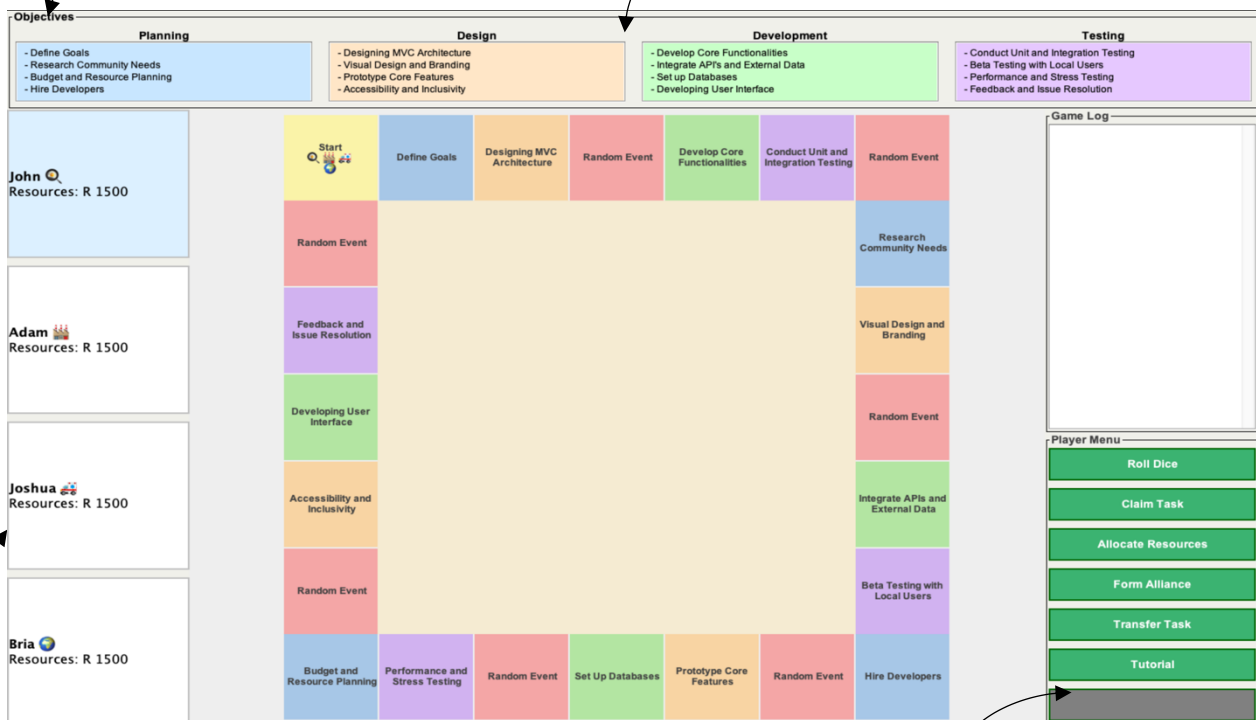 Objectives
Planning
- Define Goals
- Research Community Needs
- Budget and Resource Planning
- Hire Developers
Design
- Designing MVC Architecture
- Visual Design and Branding
- Prototype Core Features
- Accessibility and Inclusivity
Development
- Develop Core Functionalities
- Integrate API's and External Data
- Set up Databases
- Developing User Interface
Testing
- Conduct Unit and Integration Testing
- Beta Testing with Local Users
- Performance and Stress Testing
- Feedback and Issue Resolution
John
Resources: R 1500
Adam
Resources: R 1500
Joshua
Resources: R 1500
Bria
Resources: R 1500
Start
Define Goals
Designing MVC
Architecture
Random Event
Develop Core
Functionalities
Conduct Unit and
Integration Testing
Random Event
Random Event
Research
Community Needs
Feedback and
Issue Resolution
Visual Design and
Branding
Developing User
Interface
Random Event
Accessibility and
Inclusivity
Integrate APIs and
External Data
Random Event
Beta Testing with
Local Users
Budget and
Resource Planning
Performance and
Stress Testing
Random Event
Set Up Databases
Prototype Core
Features
Random Event
Hire Developers
Game Log
Player Menu
Roll Dice
Claim Task
Allocate Resources
Form Alliance
Transfer Task
Tutorial